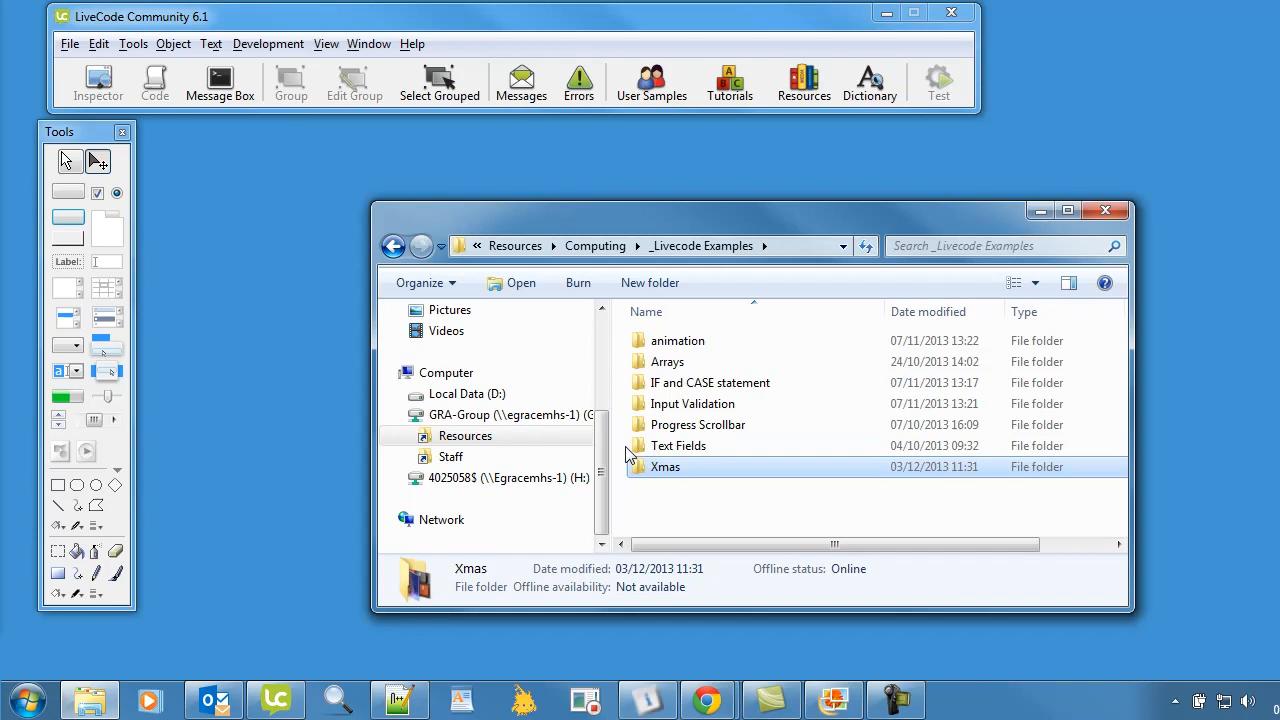 LiveCode Community 6.1
File Edit Tools Object Text Development View Window Help
Inspector Code Message Box Group Edit Group Select Grouped Messages Errors User Samples Tutorials Resources Dictionary Test
Tools
Label:
Resources Computing _Livecode Examples
Search _Livecode Examples
Organize Open Burn New folder
Pictures
Videos
Computer
Local Data (D:)
GRA-Group (\\egracemhs-1) (G
Resources
Staff
4025058$ (\\Egracemhs-1) (H:)
Network
Name Date modified Type
animation 07/11/2013 13:22 File folder
Arrays 24/10/2013 14:02 File folder
IF and CASE statement 07/11/2013 13:17 File folder
Input Validation 07/11/2013 13:21 File folder
Progress Scrollbar 07/10/2013 16:09 File folder
Text Fields 04/10/2013 09:32 File folder
Xmas 03/12/2013 11:31 File folder
Xmas Date modified: 03/12/2013 11:31 Offline status: Online
File folder Offline availability: Not available